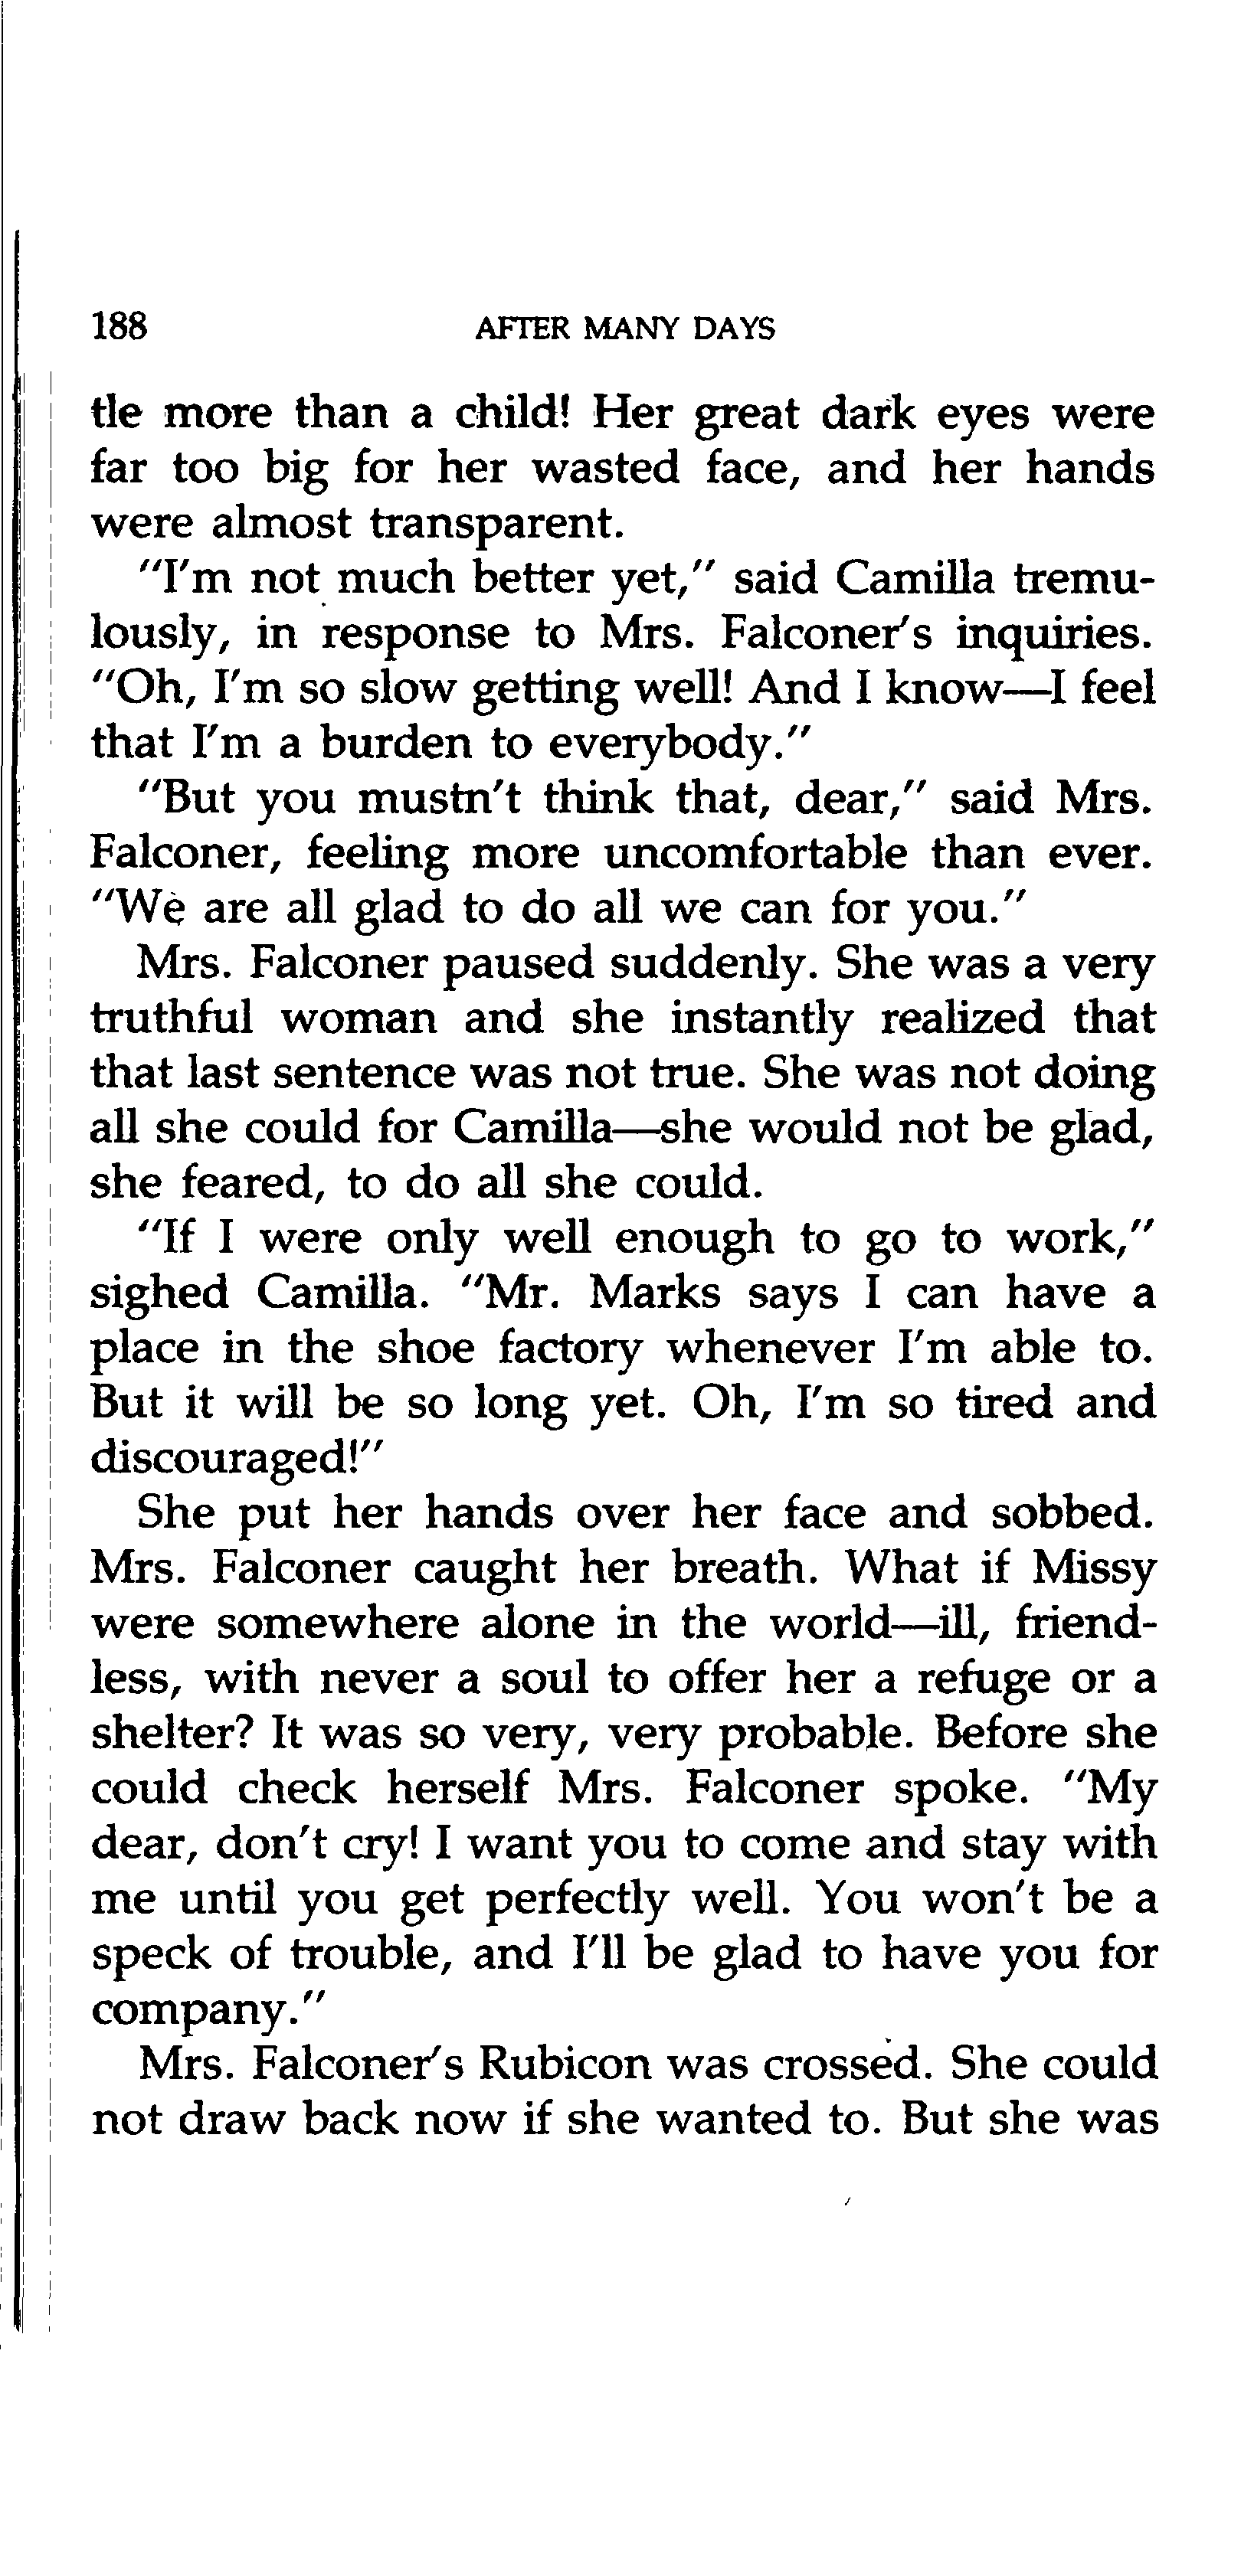 188 AFTER MANY DAYS
tle more than a child! Her great dark eyes were
far too big for her wasted face, and her hands
were almost transparent.
"I'm not much better yet," said Camilla tremu-
lously, in response to Mrs. Falconer's inquiries.
"Oh, I'm so slow getting well! And I know—I feel
that I'm a burden to everybody."
"But you mustn't think that, dear," said Mrs.
Falconer, feeling more uncomfortable than ever.
"We are all glad to do all we can for you."
Mrs. Falconer paused suddenly. She was a very
truthful woman and she instantly realized that
that last sentence was not true. She was not doing
all she could for Camilla—she would not be glad,
she feared, to do all she could.
"If I were only well enough to go to work,"
sighed Camilla. "Mr. Marks says I can have a
place in the shoe factory whenever I'm able to.
But it will be so long yet. Oh, I'm so tired and
discouraged!"
She put her hands over her face and sobbed.
Mrs. Falconer caught her breath. What if Missy
were somewhere alone in the world—ill, friend-
less, with never a soul to offer her a refuge or a
shelter? It was so very, very probable. Before she
could check herself Mrs. Falconer spoke. "My
dear, don't cry! I want you to come and stay with
me until you get perfectly well. You won't be a
speck of trouble, and I'll be glad to have you for
company."
Mrs. Falconer's Rubicon was crossed. She could
not draw back now if she wanted to. But she was